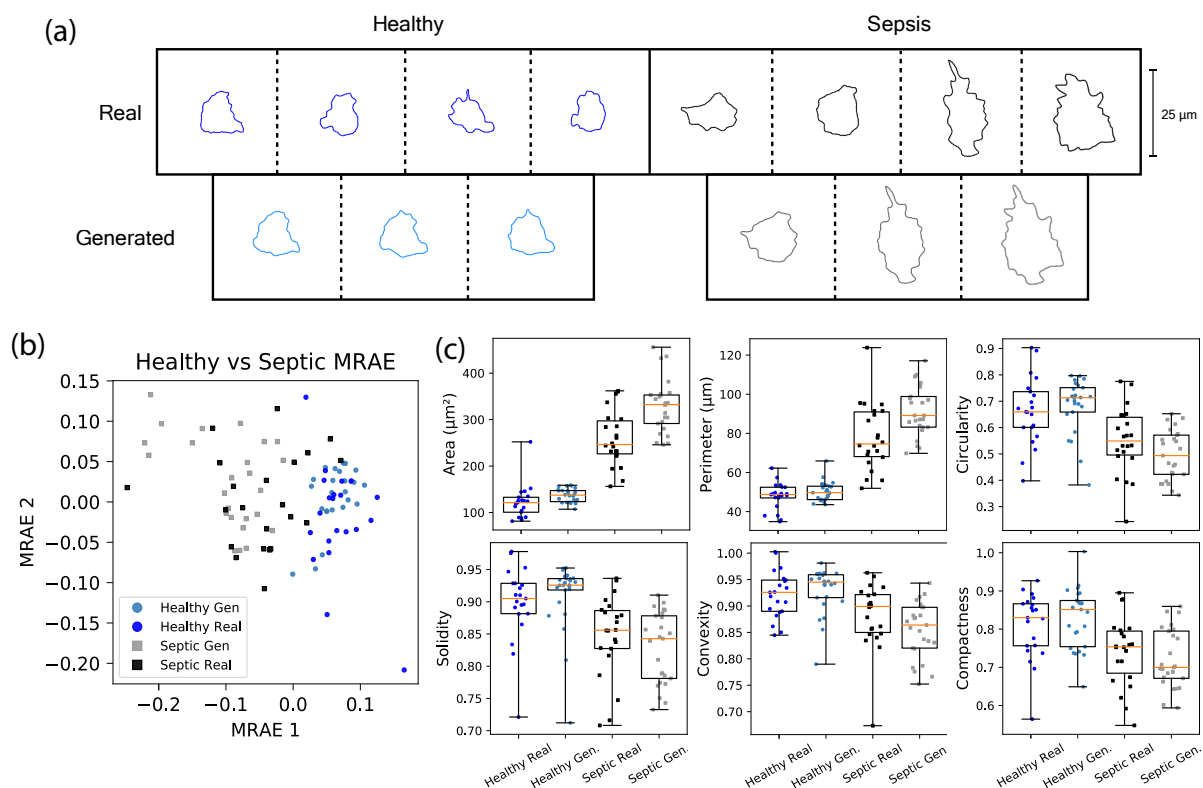 (a)
Healthy
Sepsis
Real
25 µm
Generated
(b)
Healthy vs Septic MRAE
MRAE 2
0.15
0.10
0.05
0.00
−0.05
−0.10
−0.15
−0.20
Healthy Gen
Healthy Real
Septic Gen
Septic Real
−0.2
−0.1
0.0
0.1
MRAE 1
(c)
Area (µm²)
400
300
200
100
Perimeter (µm)
120
100
80
60
40
Circularity
0.9
0.8
0.7
0.6
0.5
0.4
0.3
Solidity
0.95
0.90
0.85
0.80
0.75
0.70
Healthy Real
Healthy Gen.
Septic Real
Septic Gen.
Convexity
1.00
0.95
0.90
0.85
0.80
0.75
0.70
Healthy Real
Healthy Gen.
Septic Real
Septic Gen
Compactness
1.0
0.9
0.8
0.7
0.6
Healthy Real
Healthy Gen.
Septic Real
Septic Gen.